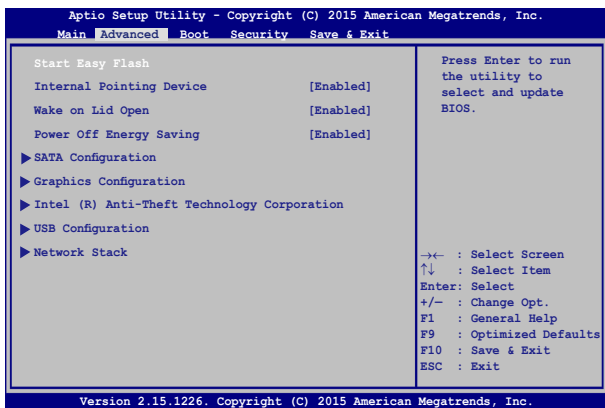 Aptio Setup Utility - Copyright (C) 2015 American Megatrends, Inc.
Main Advanced Boot Security Save & Exit
Start Easy Flash
Internal Pointing Device [Enabled]
Wake on Lid Open [Enabled]
Power Off Energy Saving [Enabled]
SATA Configuration
Graphics Configuration
Intel (R) Anti-Theft Technology Corporation
USB Configuration
Network Stack
Press Enter to run
the utility to
select and update
BIOS.
→← : Select Screen
↑↓ : Select Item
Enter: Select
+/— : Change Opt.
F1 : General Help
F9 : Optimized Defaults
F10 : Save & Exit
ESC : Exit
Version 2.15.1226. Copyright (C) 2015 American Megatrends, Inc.